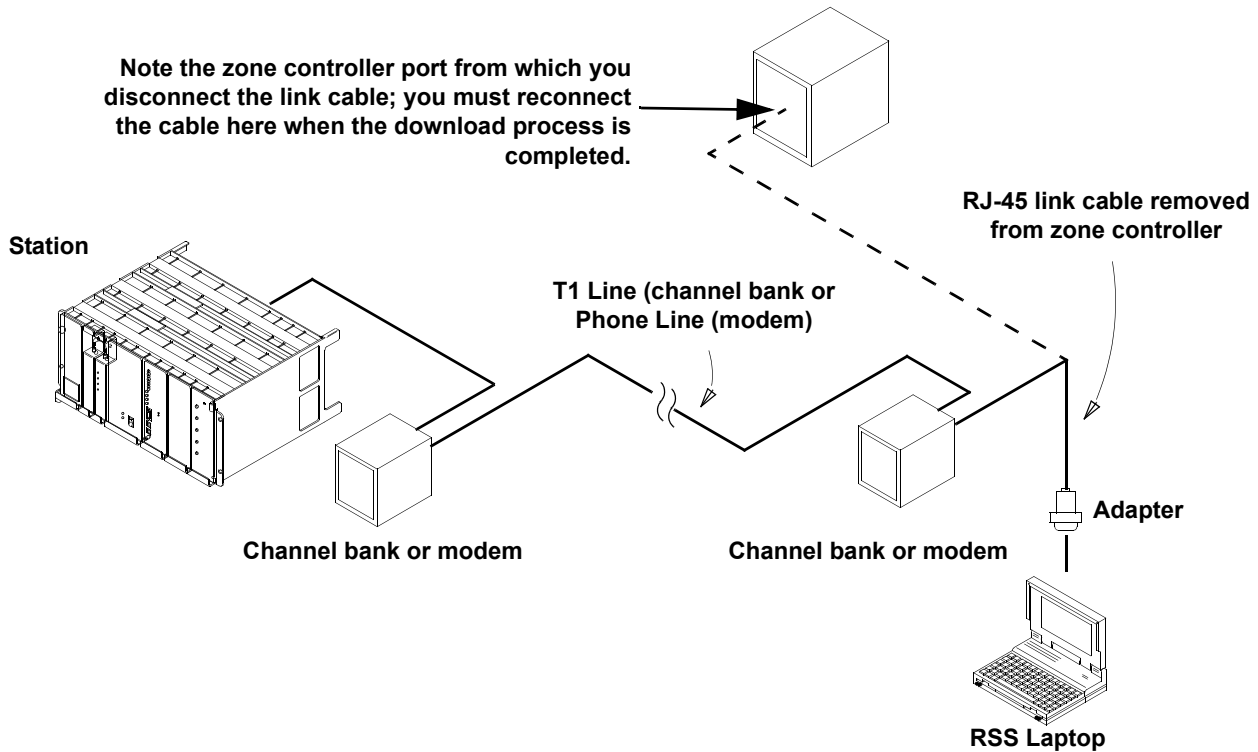 Note the zone controller port from which you
disconnect the link cable; you must reconnect
the cable here when the download process is
completed.
RJ-45 link cable removed
from zone controller
Station
T1 Line (channel bank or
Phone Line (modem)
Adapter
Channel bank or modem
Channel bank or modem
RSS Laptop